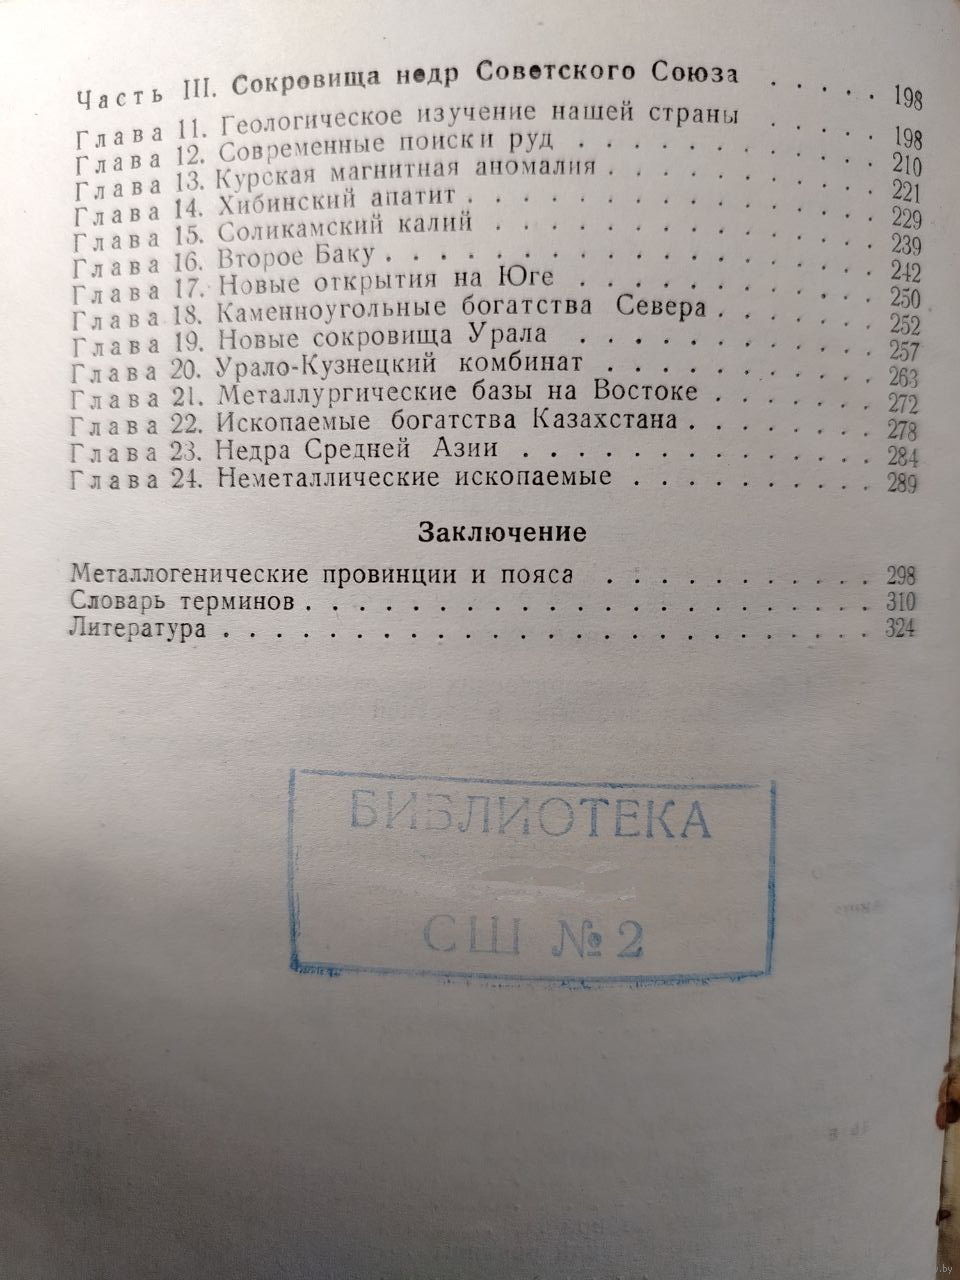 Часть III. Сокровища недр Советского Союза . . . . . 198
Глава 11. Геологическое изучение нашей страны . . . . . 198
Глава 12. Современные поиски руд . . . . . . . . . . . 210
Глава 13. Курская магнитная аномалия . . . . . . . . . . 221
Глава 14. Хибинский апатит . . . . . . . . . . . . . . . 229
Глава 15. Соликамский калий . . . . . . . . . . . . . . 239
Глава 16. Второе Баку . . . . . . . . . . . . . . . . . . 242
Глава 17. Новые открытия на Юге . . . . . . . . . . . 250
Глава 18. Каменноугольные богатства Севера . . . . . . 252
Глава 19. Новые сокровища Урала . . . . . . . . . . . 257
Глава 20. Урало-Кузнецкий комбинат . . . . . . . . . . 263
Глава 21. Металлургические базы на Востоке . . . . . . 272
Глава 22. Ископаемые богатства Казахстана . . . . . . . 278
Глава 23. Недра Средней Азии . . . . . . . . . . . . . 284
Глава 24. Неметаллические ископаемые . . . . . . . . . 289
Заключение
Металлогенические провинции и пояса . . . . . . . . . . 298
Словарь терминов . . . . . . . . . . . . . . . . . . . . . 310
Литература . . . . . . . . . . . . . . . . . . . . . . . . 324
БИБЛИОТЕКА
СШ № 2